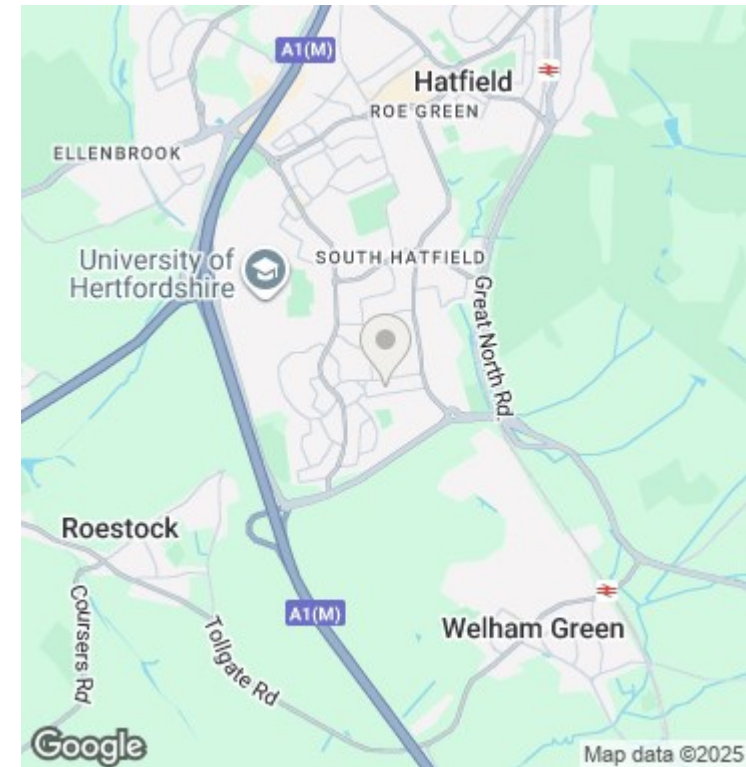 A1(M)
Hatfield
ROE GREEN
ELLENBROOK
University of
Hertfordshire
SOUTH HATFIELD
Great North Rd.
Roestock
Coursers Rd
Tollgate Rd
A1(M)
Welham Green
Google
Map data ©2025